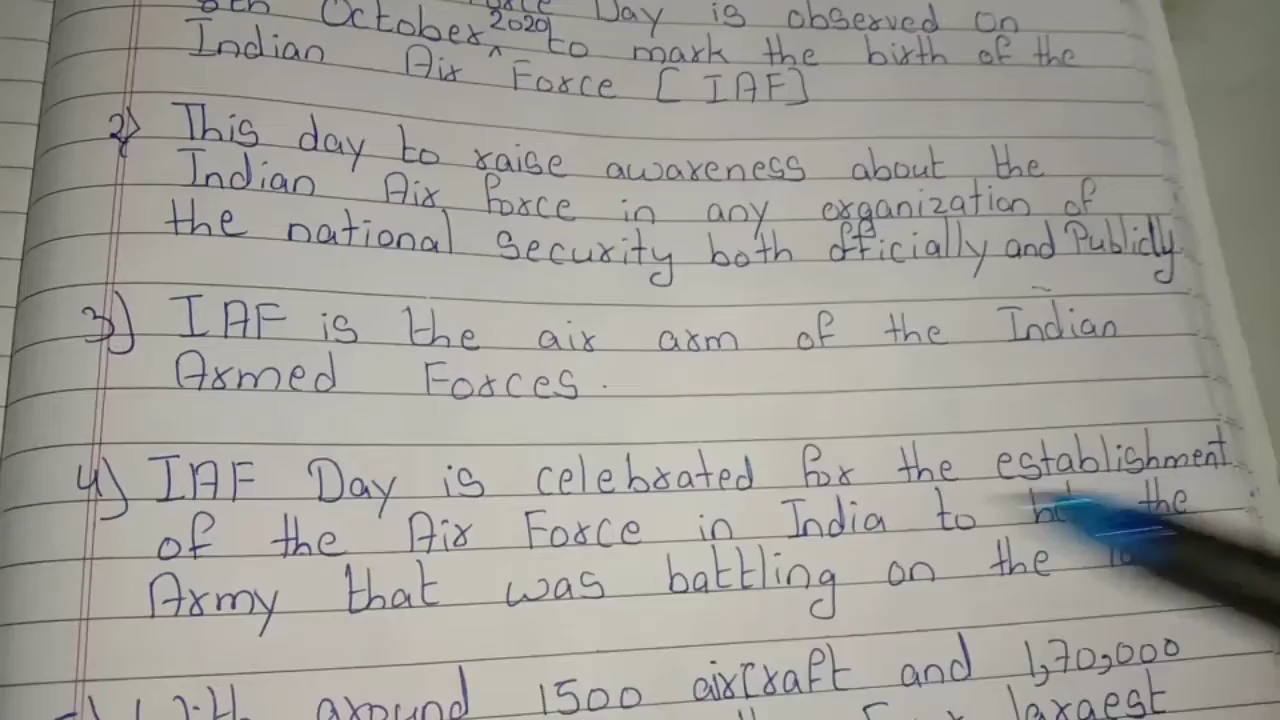 Day is observed on
October 2020 to mark the birth of the
Indian Air Force [IAF]
2) This day to raise awareness about the
Indian Air force in any organization of
the national security both officially and Publicly
3) IAF is the air arm of the Indian
Armed Forces.
4) IAF Day is celebrated for the establishment
of the Air Force in India to the
Army that was battling on the
around 1500 aircraft and 1,70,000
largest